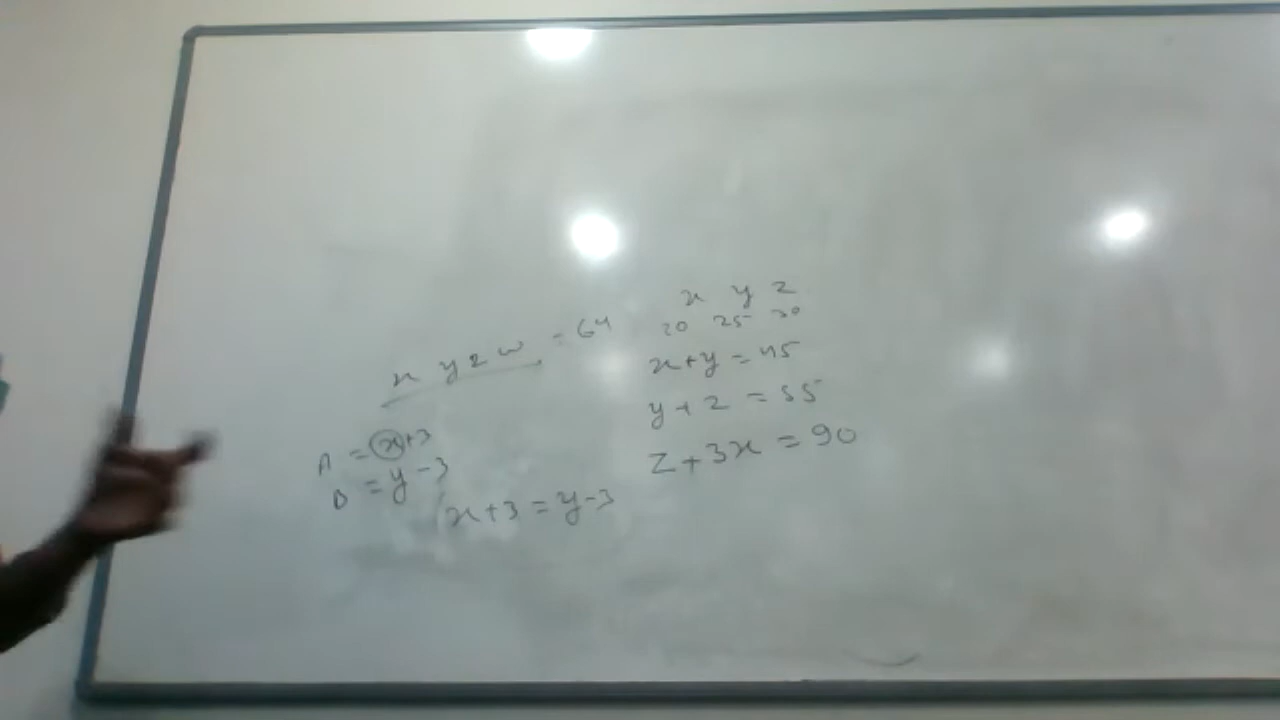 x y z w = 64
A = x+3
B = y-3
x+3 = y-3
x y z
20 25 30
x+y = 45
y+z = 55
z+3x = 90